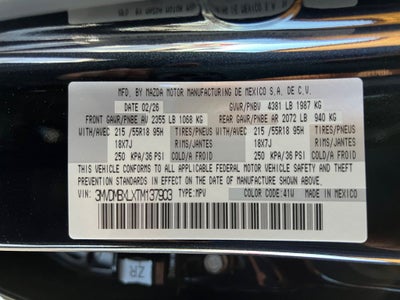 MFD. BY MAZDA MOTOR MANUFACTURING DE MEXICO S.A. DE C.V.
DATE: 02/26 GVWR/PNBV 4381 LB 1987 KG
FRONT GAWR/PNBE AV 2355 LB 1068 KG REAR GAWR/PNBE AR 2072 LB 940 KG
WITH/AVEC 215/55R18 95H TIRES/PNEUS WITH/AVEC 215/55R18 95H TIRES/PNEUS
18X7J RIMS/JANTES 18X7J RIMS/JANTES
250 KPA/36 PSI COLD/A FROID 250 KPA/36 PSI COLD/A FROID
THIS VEHICLE CONFORMS TO ALL APPLICABLE FEDERAL MOTOR VEHICLE SAFETY AND THEFT
PREVENTION STANDARDS IN EFFECT ON THE DATE OF MANUFACTURE SHOWN ABOVE.
VIN: 3MVDMBXLXTM137903 TYPE:MPV COLOR CODE:41W MADE IN MEXICO
ZR